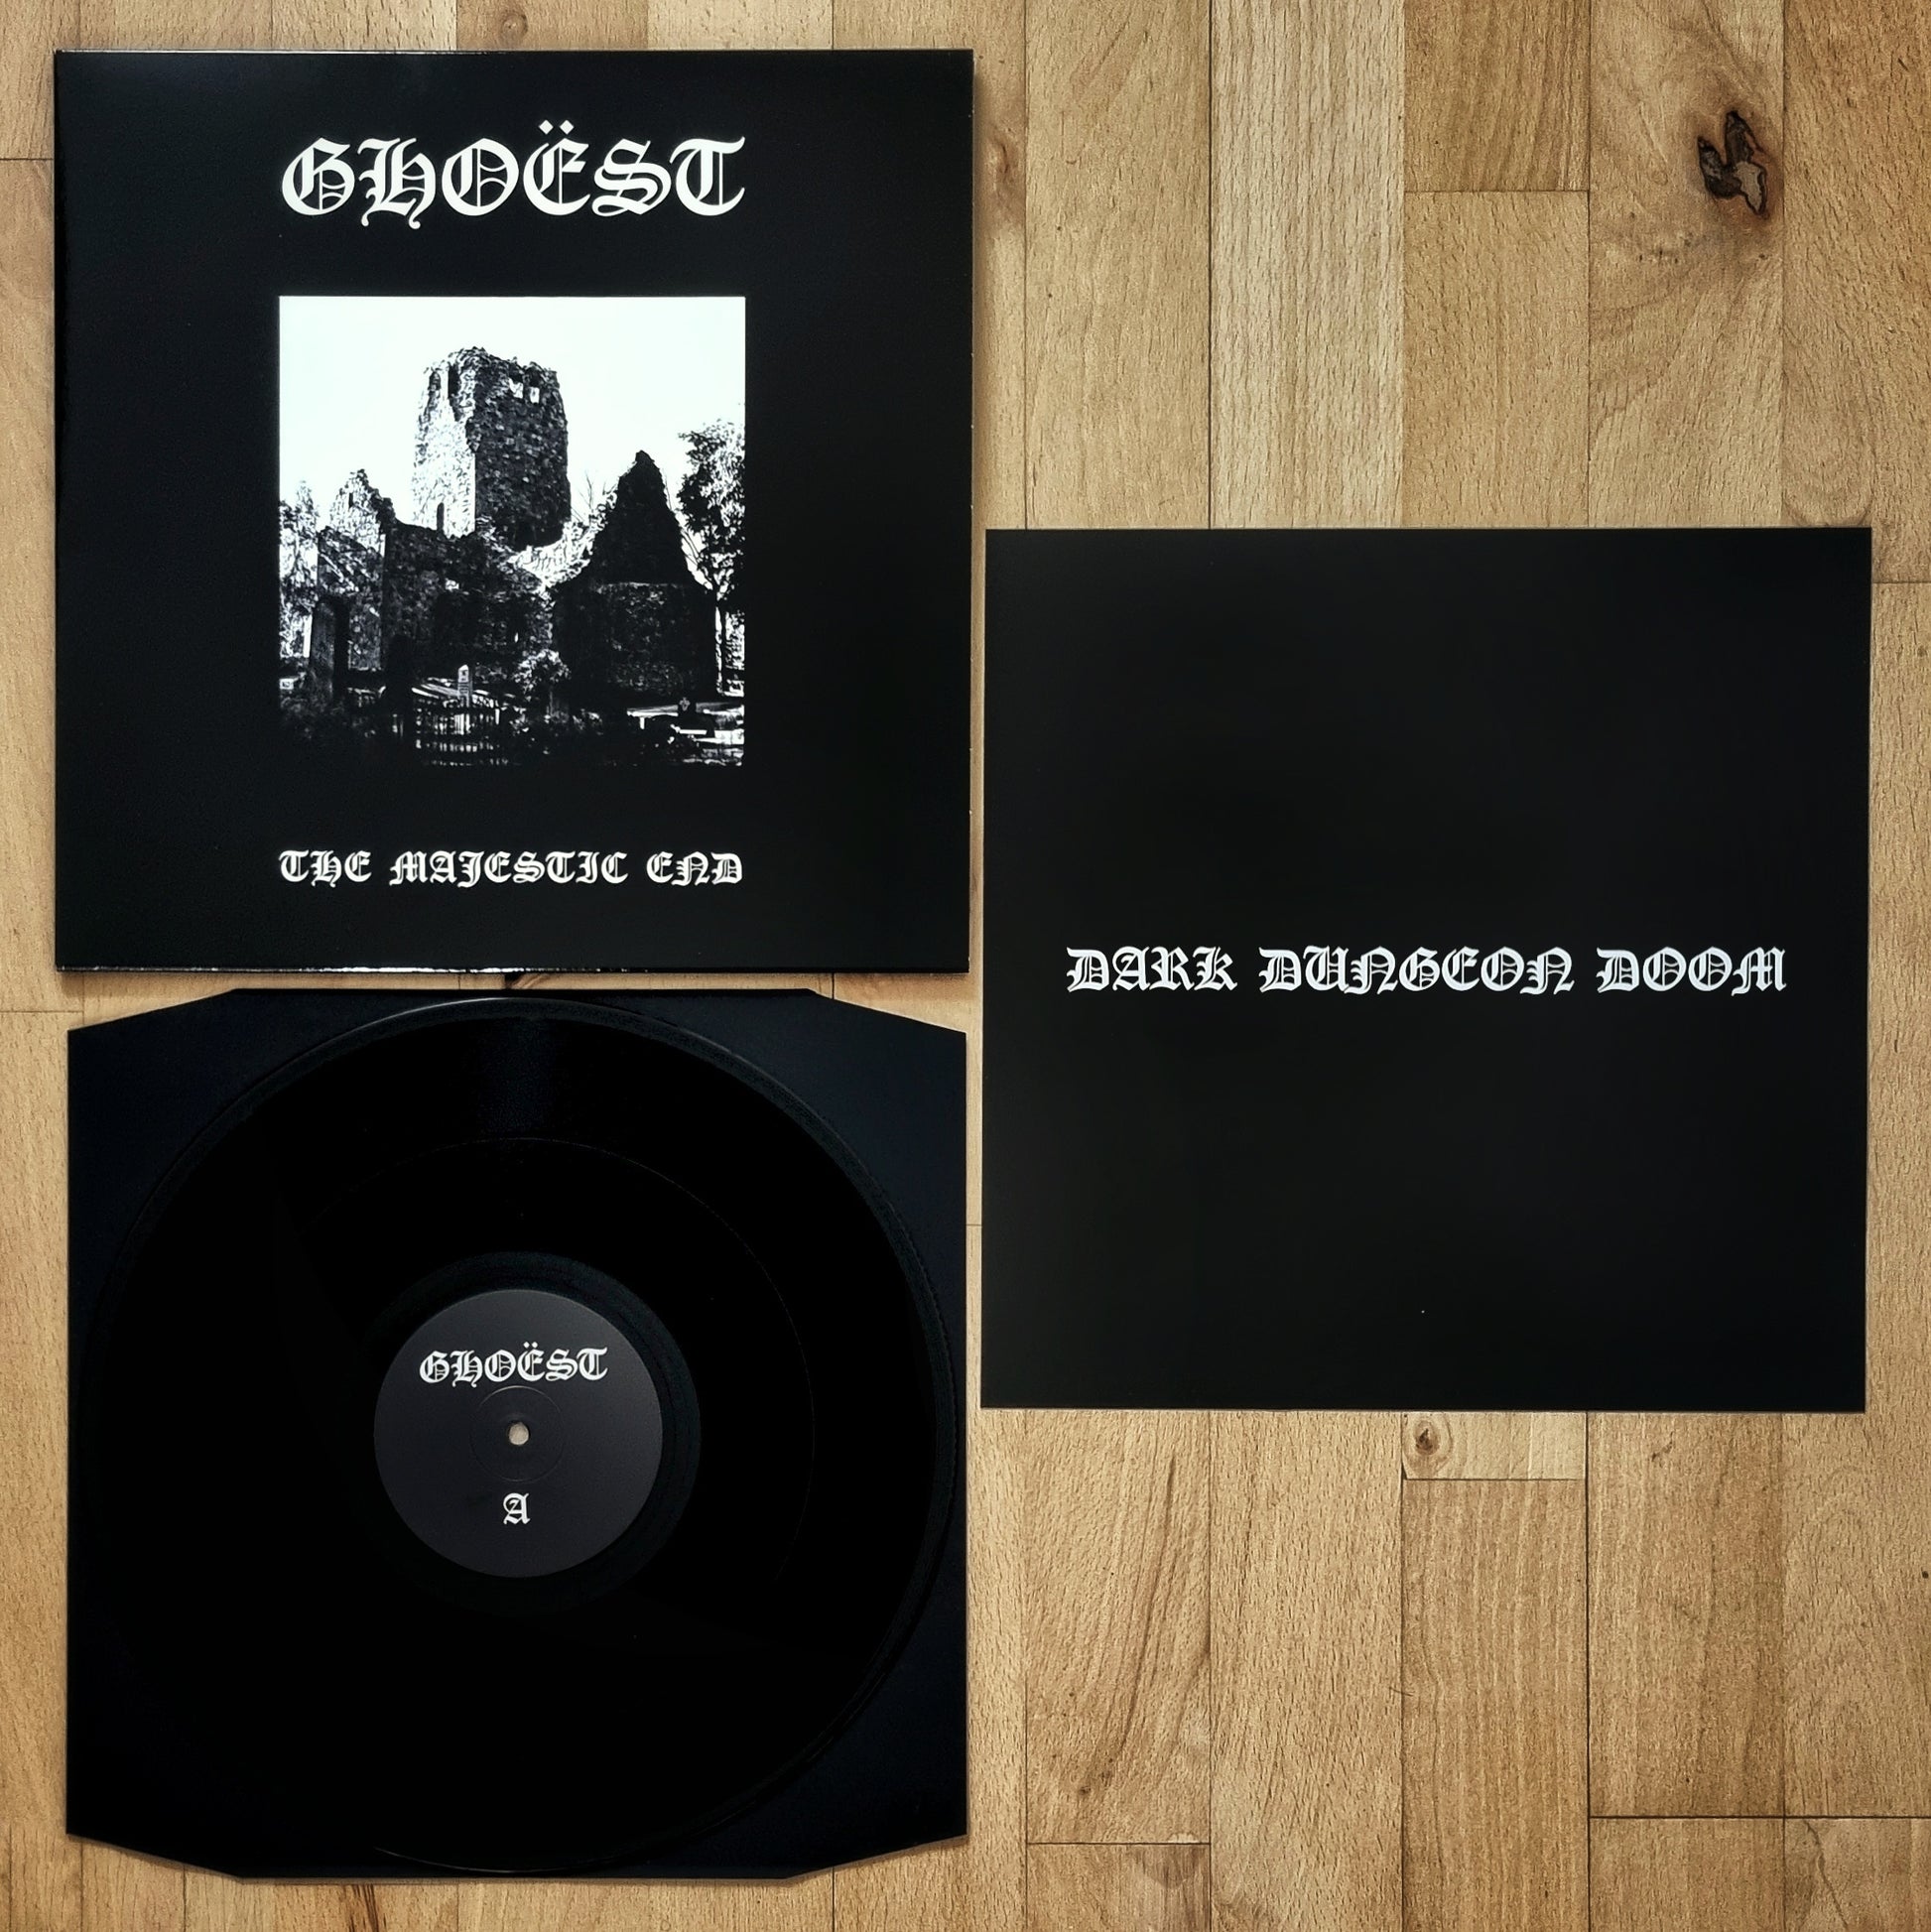 GHOËST
THE MAJESTIC END
DARK DUNGEON DOOM
GHOËST
A